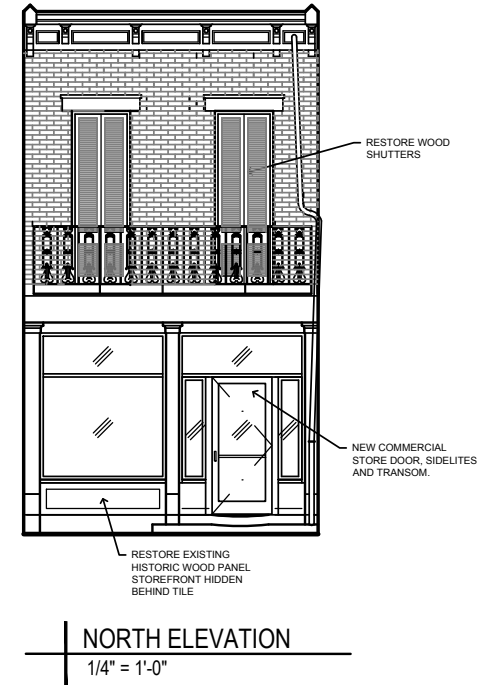 RESTORE WOOD
SHUTTERS
NEW COMMERCIAL
STORE DOOR, SIDELITES
AND TRANSOM.
RESTORE EXISTING
HISTORIC WOOD PANEL
STOREFRONT HIDDEN
BEHIND TILE
NORTH ELEVATION
1/4" = 1'-0"